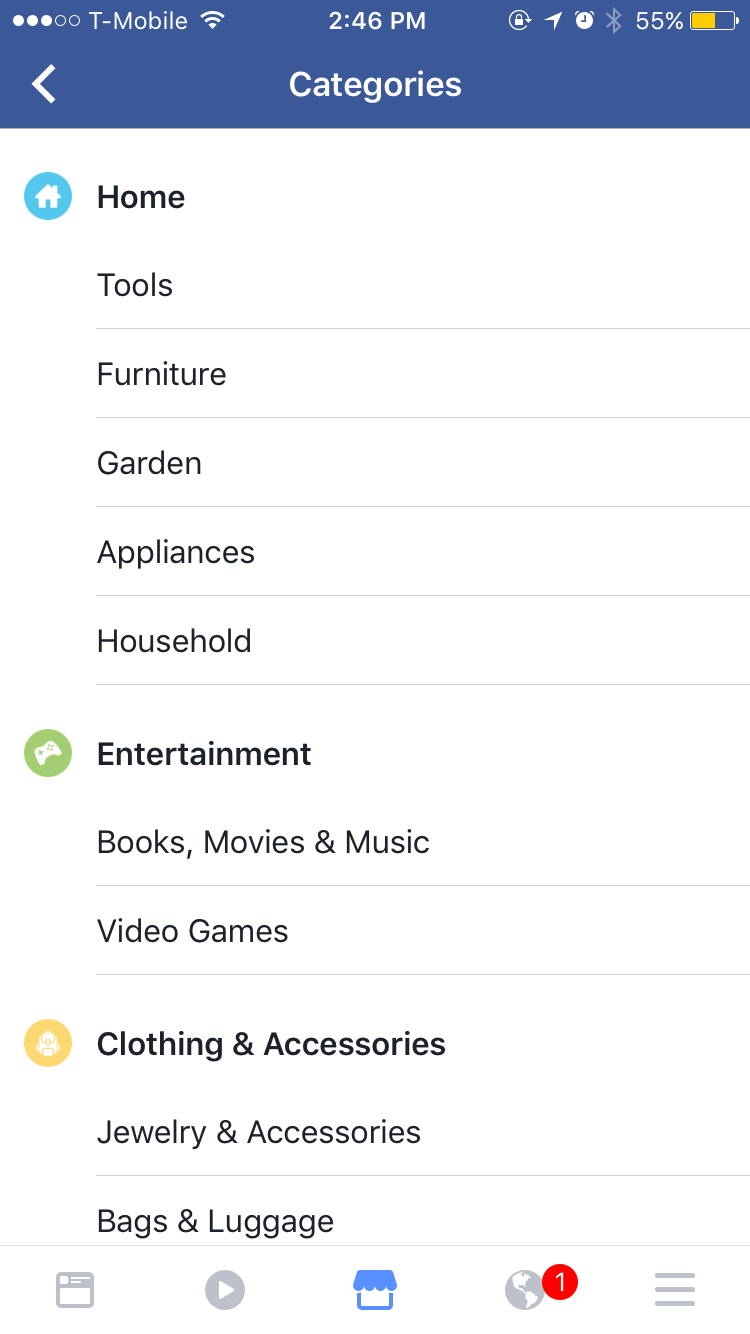 T-Mobile 2:46 PM 55%
Categories
Home
Tools
Furniture
Garden
Appliances
Household
Entertainment
Books, Movies & Music
Video Games
Clothing & Accessories
Jewelry & Accessories
Bags & Luggage
1